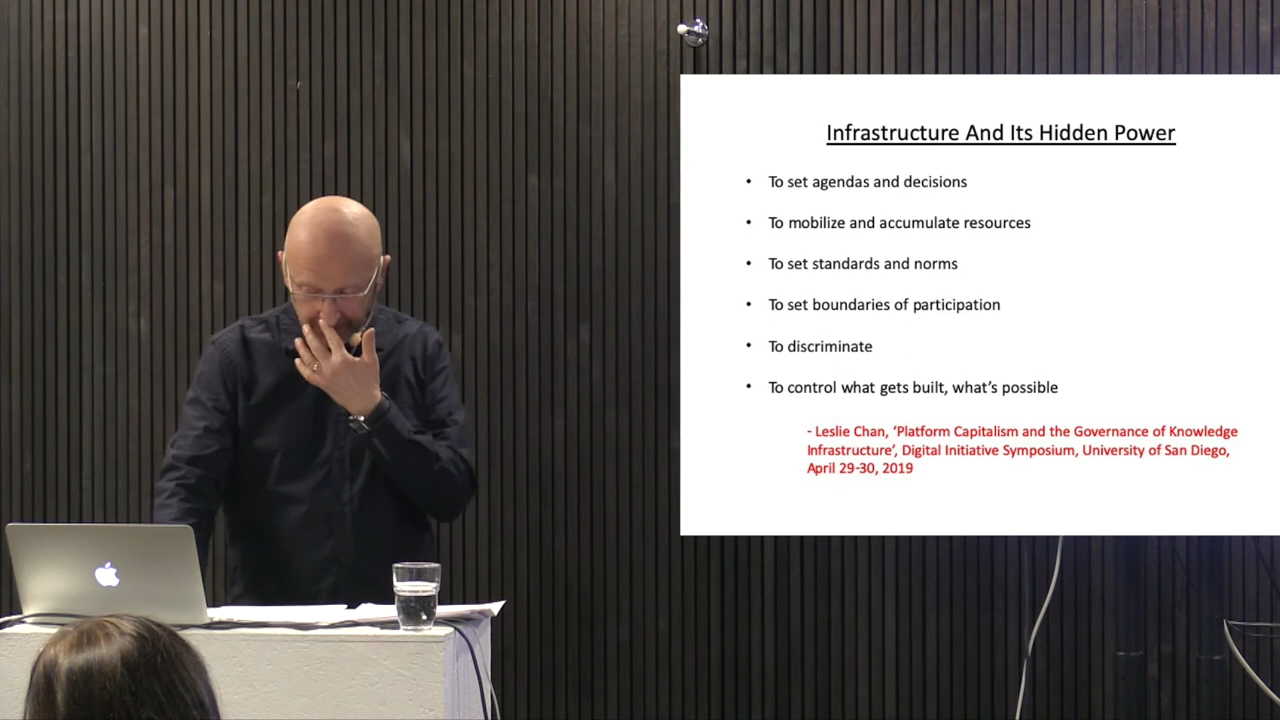 Infrastructure And Its Hidden Power
• To set agendas and decisions
• To mobilize and accumulate resources
• To set standards and norms
• To set boundaries of participation
• To discriminate
• To control what gets built, what’s possible
- Leslie Chan, ‘Platform Capitalism and the Governance of Knowledge
Infrastructure’, Digital Initiative Symposium, University of San Diego,
April 29-30, 2019